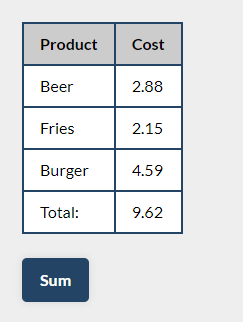 Product Cost
Beer 2.88
Fries 2.15
Burger 4.59
Total: 9.62
Sum